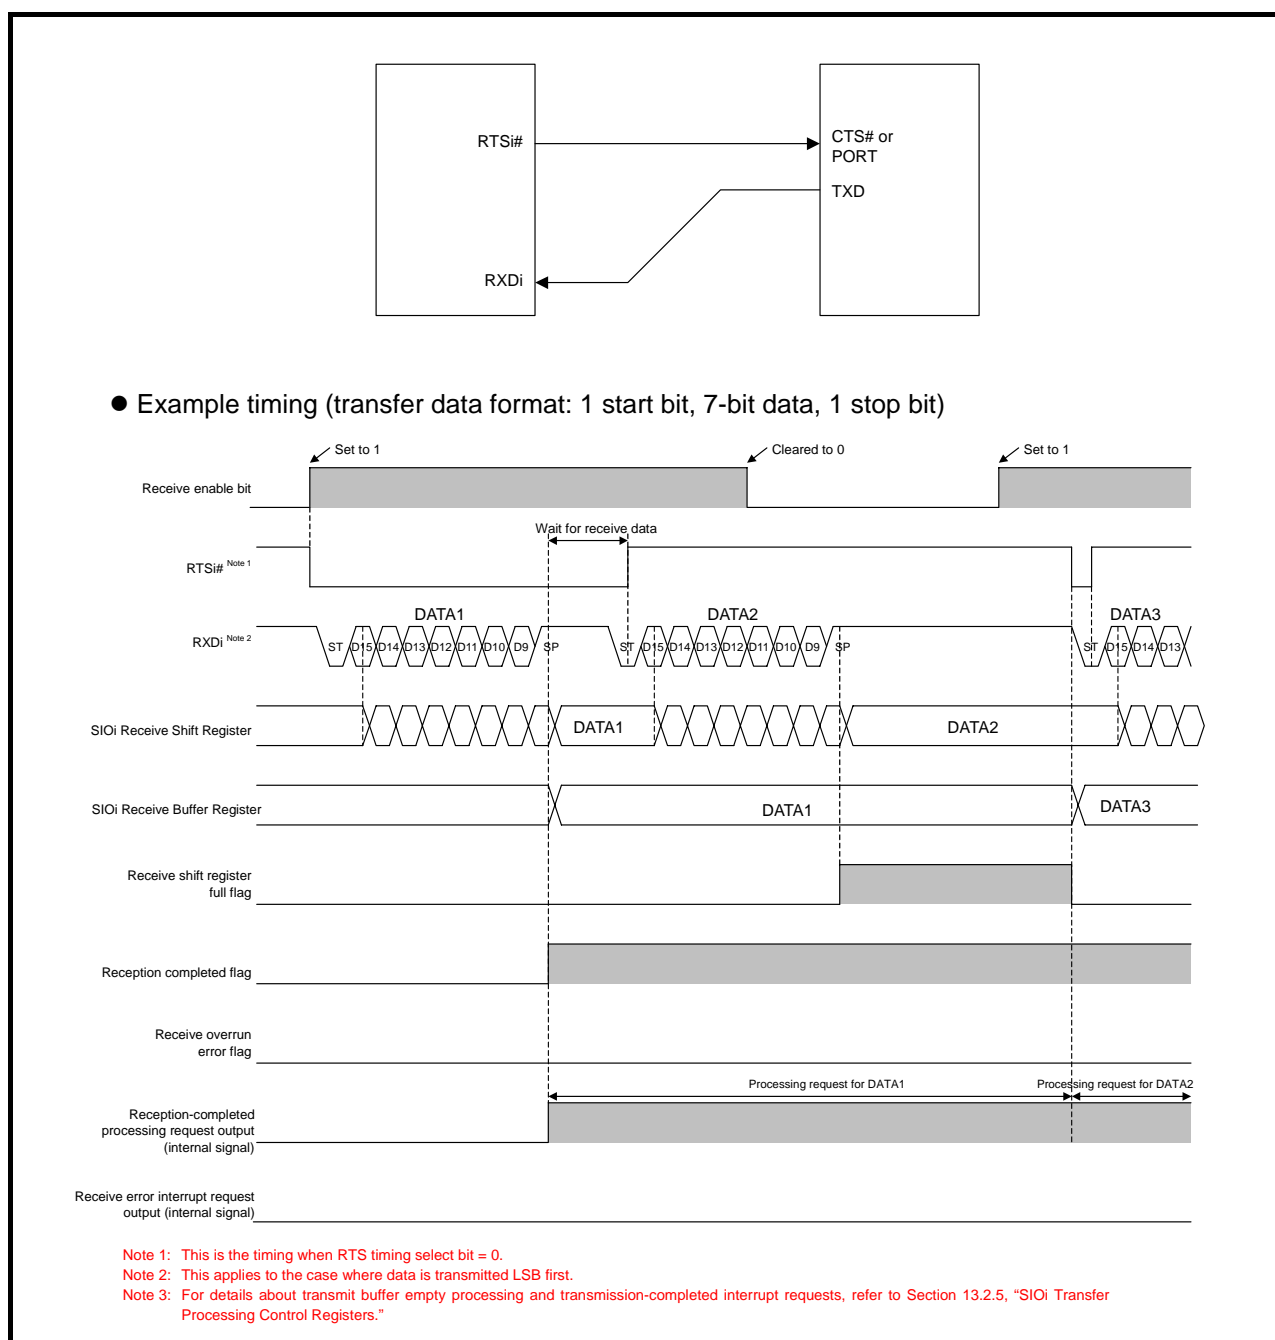 RTSi#
CTS# or
PORT
TXD
RXDi
● Example timing (transfer data format: 1 start bit, 7-bit data, 1 stop bit)
Set to 1
Cleared to 0
Set to 1
Receive enable bit
Wait for receive data
RTSi# Note 1
DATA1
DATA2
DATA3
RXDi Note 2
ST D15 D14 D13 D12 D11 D10 D9 SP ST D15 D14 D13 D12 D11 D10 D9 SP ST D15 D14 D13
SIOi Receive Shift Register
DATA1
DATA2
SIOi Receive Buffer Register
DATA1
DATA3
Receive shift register
full flag
Reception completed flag
Receive overrun
error flag
Processing request for DATA1
Processing request for DATA2
Reception-completed
processing request output
(internal signal)
Receive error interrupt request
output (internal signal)
Note 1: This is the timing when RTS timing select bit = 0.
Note 2: This applies to the case where data is transmitted LSB first.
Note 3: For details about transmit buffer empty processing and transmission-completed interrupt requests, refer to Section 13.2.5, “SIOi Transfer
Processing Control Registers.”